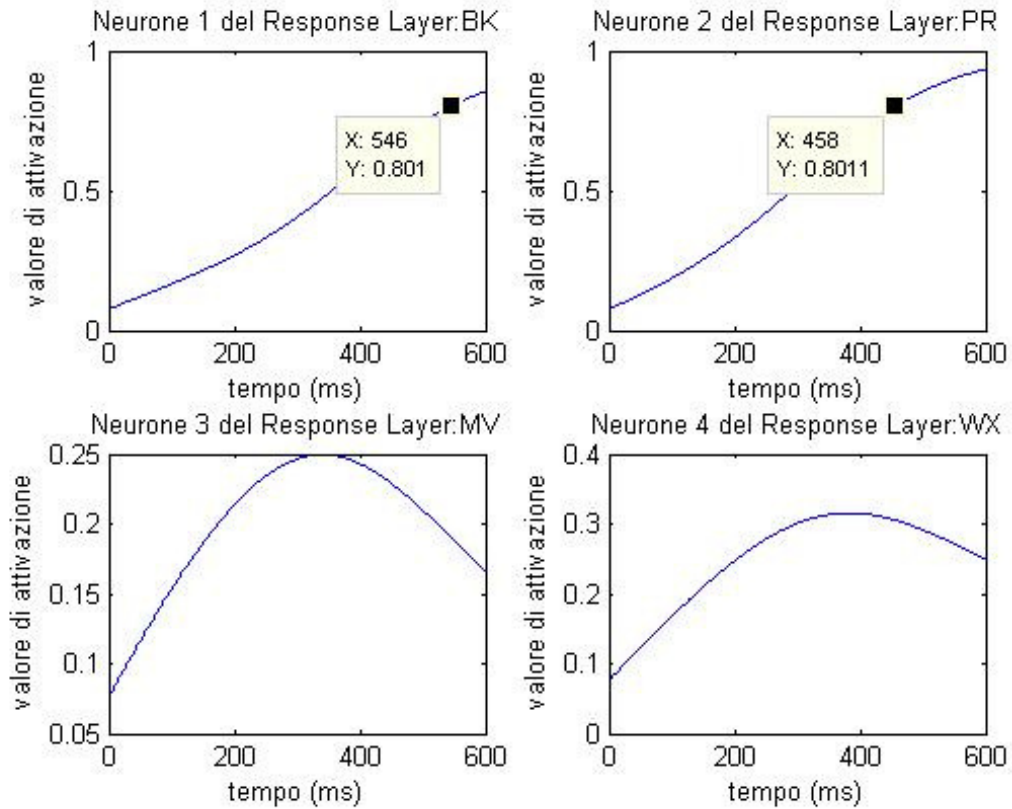 Neurone 1 del Response Layer:BK
valore di attivazione
1
0.5
0
X: 546
Y: 0.801
0
200
400
600
tempo (ms)
Neurone 2 del Response Layer:PR
valore di attivazione
1
0.5
0
X: 458
Y: 0.8011
0
200
400
600
tempo (ms)
Neurone 3 del Response Layer:MV
valore di attivazione
0.25
0.2
0.15
0.1
0.05
0
200
400
600
tempo (ms)
Neurone 4 del Response Layer:WX
valore di attivazione
0.4
0.3
0.2
0.1
0
0
200
400
600
tempo (ms)